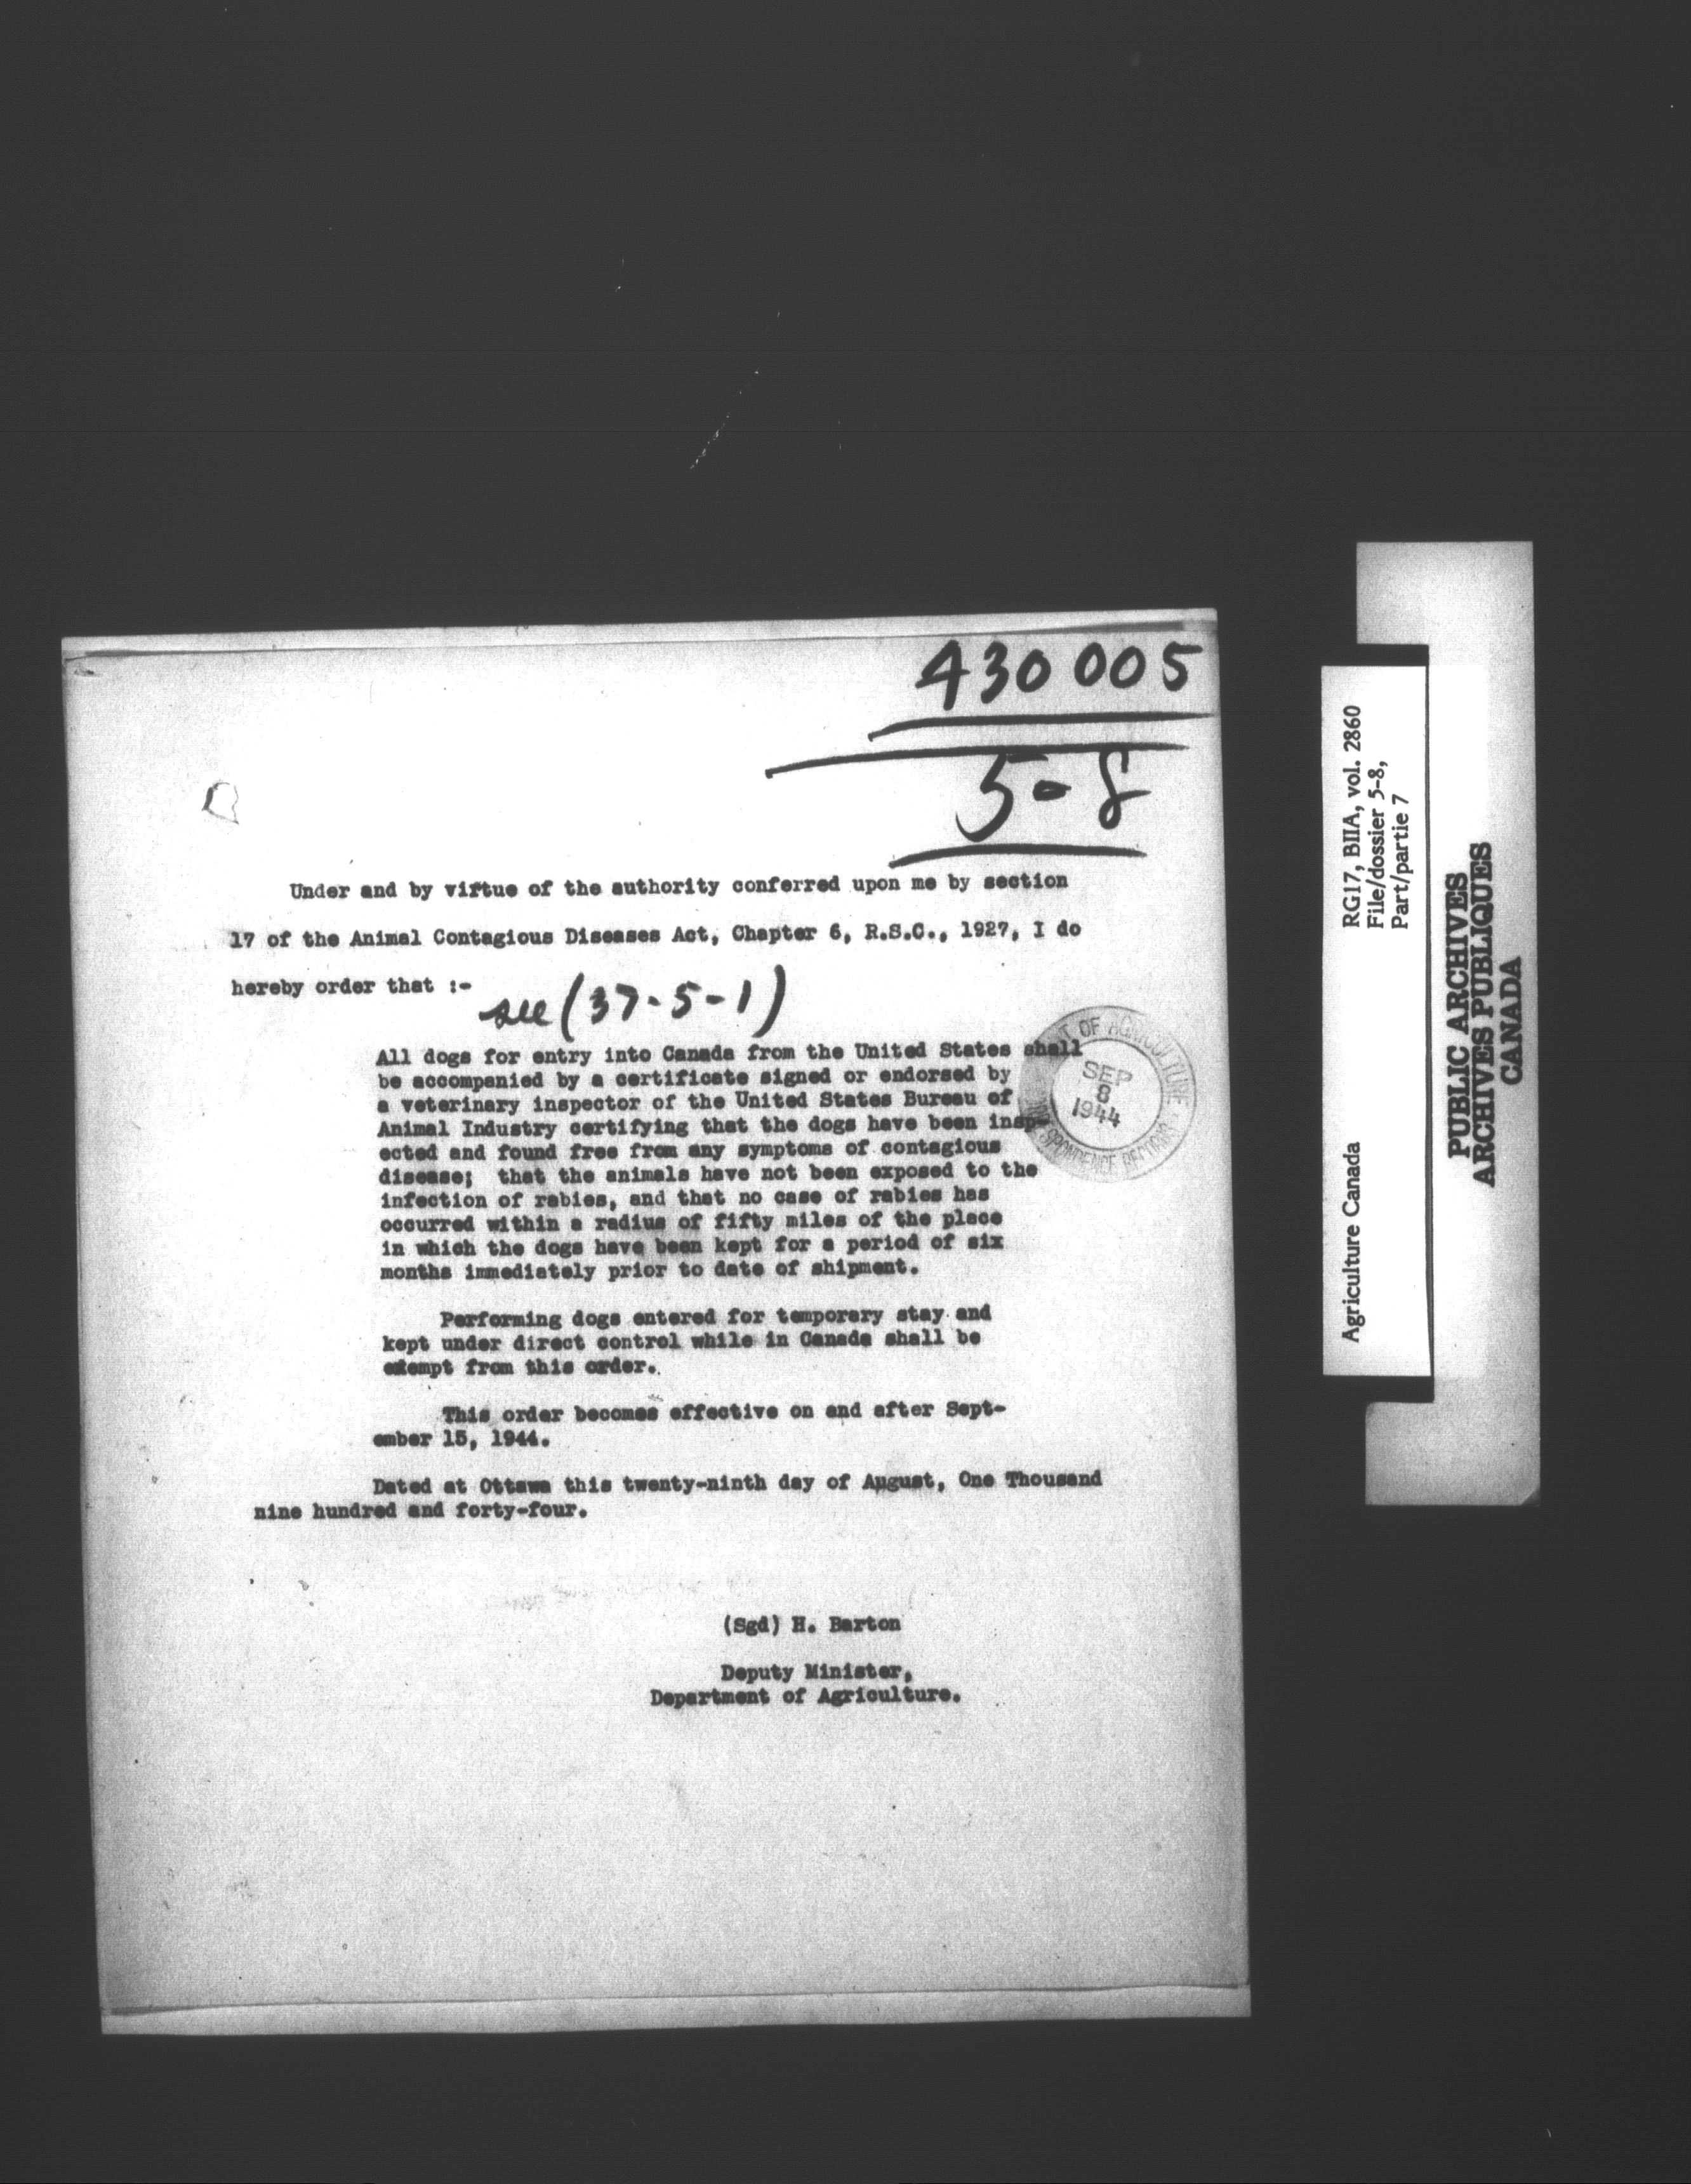 430 005
5-8
Under and by virtue of the authority conferred upon me by section
17 of the Animal Contagious Diseases Act, Chapter 6, R.S.C., 1927, I do
hereby order that :-
see (37-5-1)
All dogs for entry into Canada from the United States shall
be accompanied by a certificate signed or endorsed by
a veterinary inspector of the United States Bureau of
Animal Industry certifying that the dogs have been insp-
ected and found free from any symptoms of contagious
disease; that the animals have not been exposed to the
infection of rabies, and that no case of rabies has
occurred within a radius of fifty miles of the place
in which the dogs have been kept for a period of six
months immediately prior to date of shipment.
Performing dogs entered for temporary stay and
kept under direct control while in Canada shall be
exempt from this order.
This order becomes effective on and after Sept-
ember 15, 1944.
Dated at Ottawa this twenty-ninth day of August, One Thousand
nine hundred and forty-four.
(Sgd) H. Barton
Deputy Minister,
Department of Agriculture.
OF AGRICULTURE
SEP
8
1944
RECORDS
Agriculture Canada
RG17, BIIA, vol. 2860
File/dossier 5-8,
Part/partie 7
PUBLIC ARCHIVES
ARCHIVES PUBLIQUES
CANADA